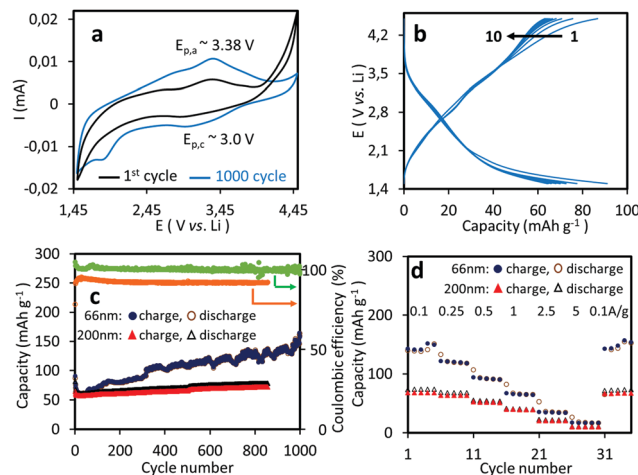 a
0,02
0,01
0
-0,01
-0,02
I (mA)
E_p,a ~ 3.38 V
E_p,c ~ 3.0 V
1st cycle
1000 cycle
1,45
2,45
3,45
4,45
E ( V vs. Li )
b
4,2
3,5
2,8
2,1
1,4
E (V vs. Li )
10
1
0
20
40
60
80
100
Capacity (mAh g⁻¹)
c
300
250
200
150
100
50
0
Capacity (mAh g⁻¹)
100
50
0
Coulombic efficiency (%)
66nm: charge, discharge
200nm: charge, discharge
0
200
400
600
800
1000
Cycle number
d
300
200
100
0
Capacity (mAh g⁻¹)
66nm: charge, discharge
200nm: charge, discharge
0.1 0.25 0.5 1 2.5 5 0.1A/g
1
11
21
31
Cycle number